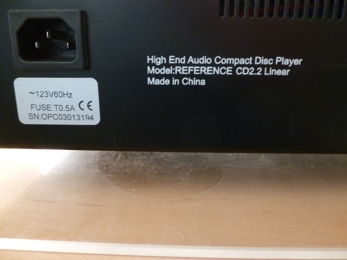 High End Audio Compact Disc Player
Model:REFERENCE CD2.2 Linear
Made in China
~123V60Hz
FUSE:T0.5A CE
SN:OPC03013194